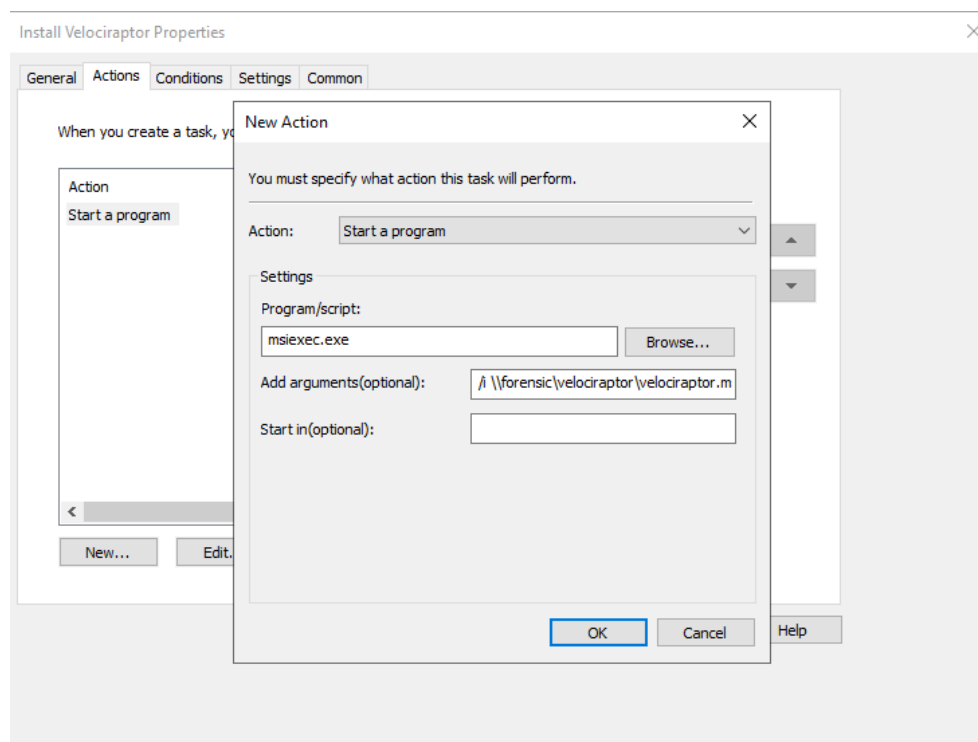 Install Velociraptor Properties
General Actions Conditions Settings Common
When you create a task, yo
Action
Start a program
New... Edit.
New Action
You must specify what action this task will perform.
Action: Start a program
Settings
Program/script:
msiexec.exe Browse...
Add arguments(optional): /i \\forensic\velociraptor\velociraptor.m
Start in(optional):
OK Cancel
Help